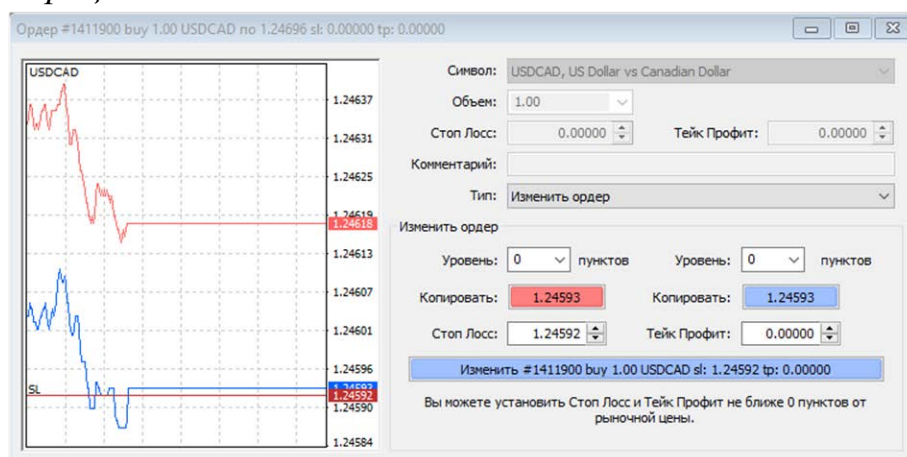 Ордер #1411900 buy 1.00 USDCAD по 1.24696 sl: 0.00000 tp: 0.00000
USDCAD
1.24637
1.24631
1.24625
1.24619
1.24618
1.24613
1.24607
1.24601
1.24596
1.24593
SL
1.24592
1.24590
1.24584
Символ: USDCAD, US Dollar vs Canadian Dollar
Объем: 1.00
Стоп Лосс: 0.00000 Тейк Профит: 0.00000
Комментарий:
Тип: Изменить ордер
Изменить ордер
Уровень: 0 пунктов Уровень: 0 пунктов
Копировать: 1.24593 Копировать: 1.24593
Стоп Лосс: 1.24592 Тейк Профит: 0.00000
Изменить #1411900 buy 1.00 USDCAD sl: 1.24592 tp: 0.00000
Вы можете установить Стоп Лосс и Тейк Профит не ближе 0 пунктов от
рыночной цены.